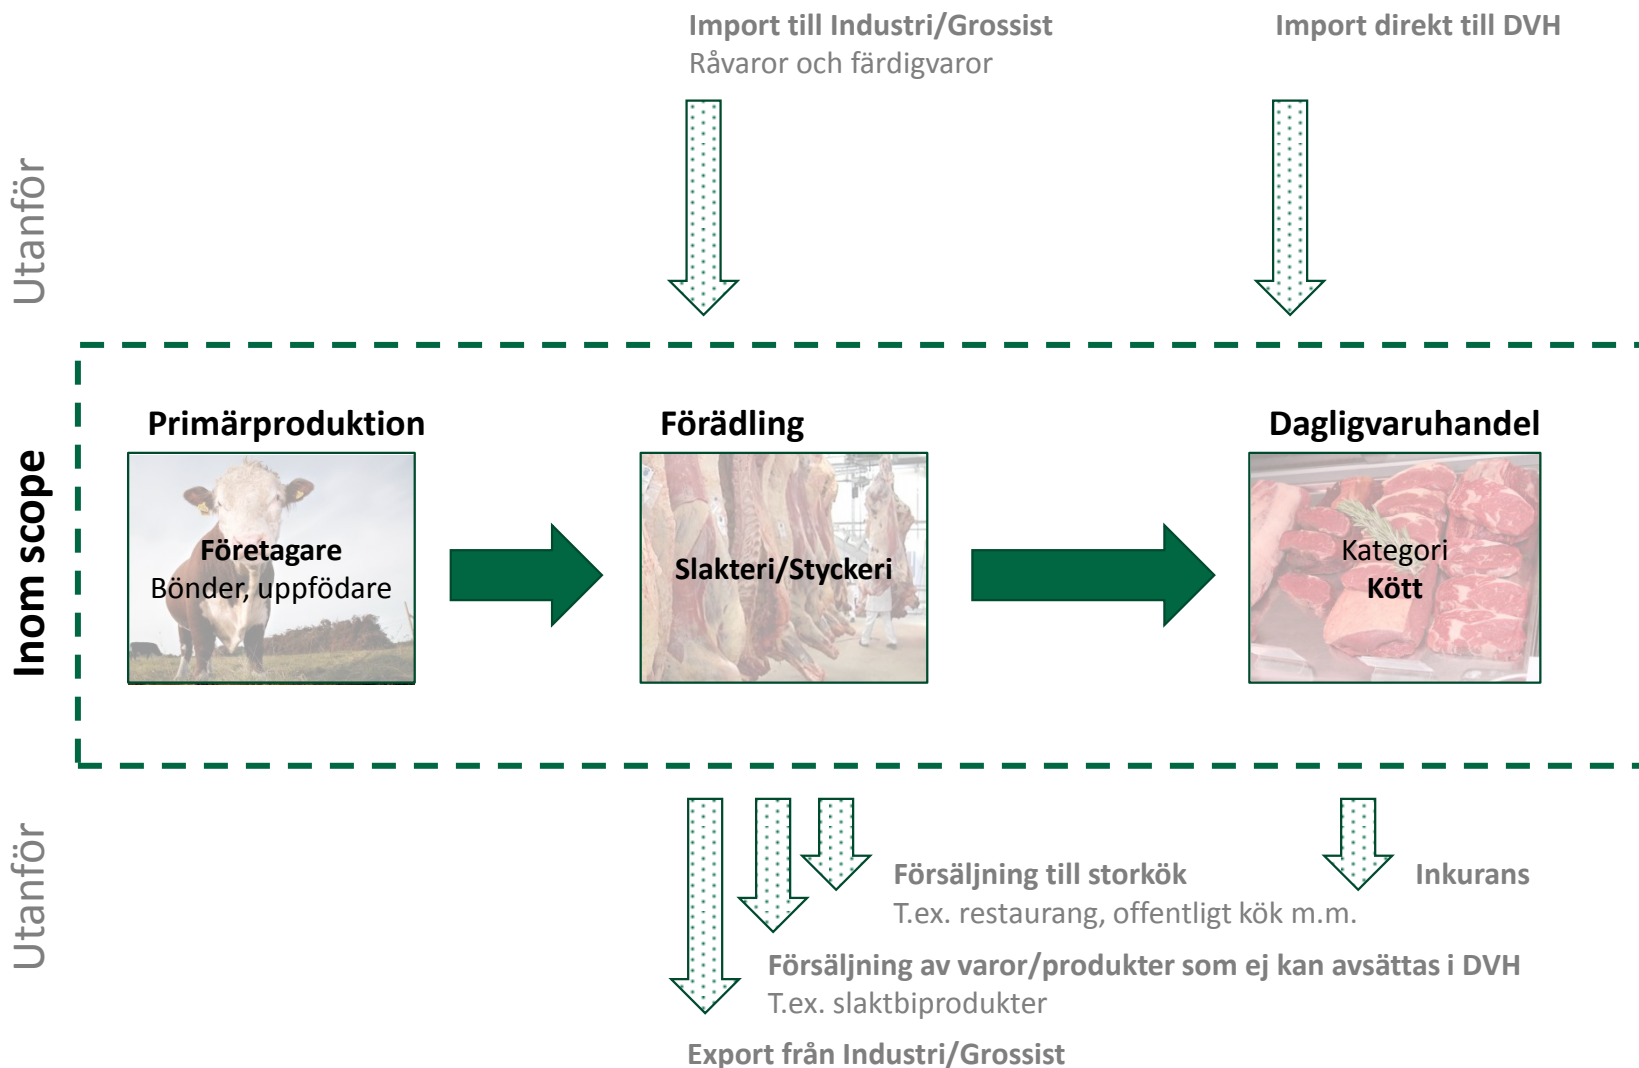 Import till Industri/Grossist
Råvaror och färdigvaror
Import direkt till DVH
Utanför
Inom scope
Primärproduktion
Företagare
Bönder, uppfödare
Förädling
Slakteri/Styckeri
Dagligvaruhandel
Kategori
Kött
Utanför
Försäljning till storkök
T.ex. restaurang, offentligt kök m.m.
Inkurans
Försäljning av varor/produkter som ej kan avsättas i DVH
T.ex. slaktbiprodukter
Export från Industri/Grossist